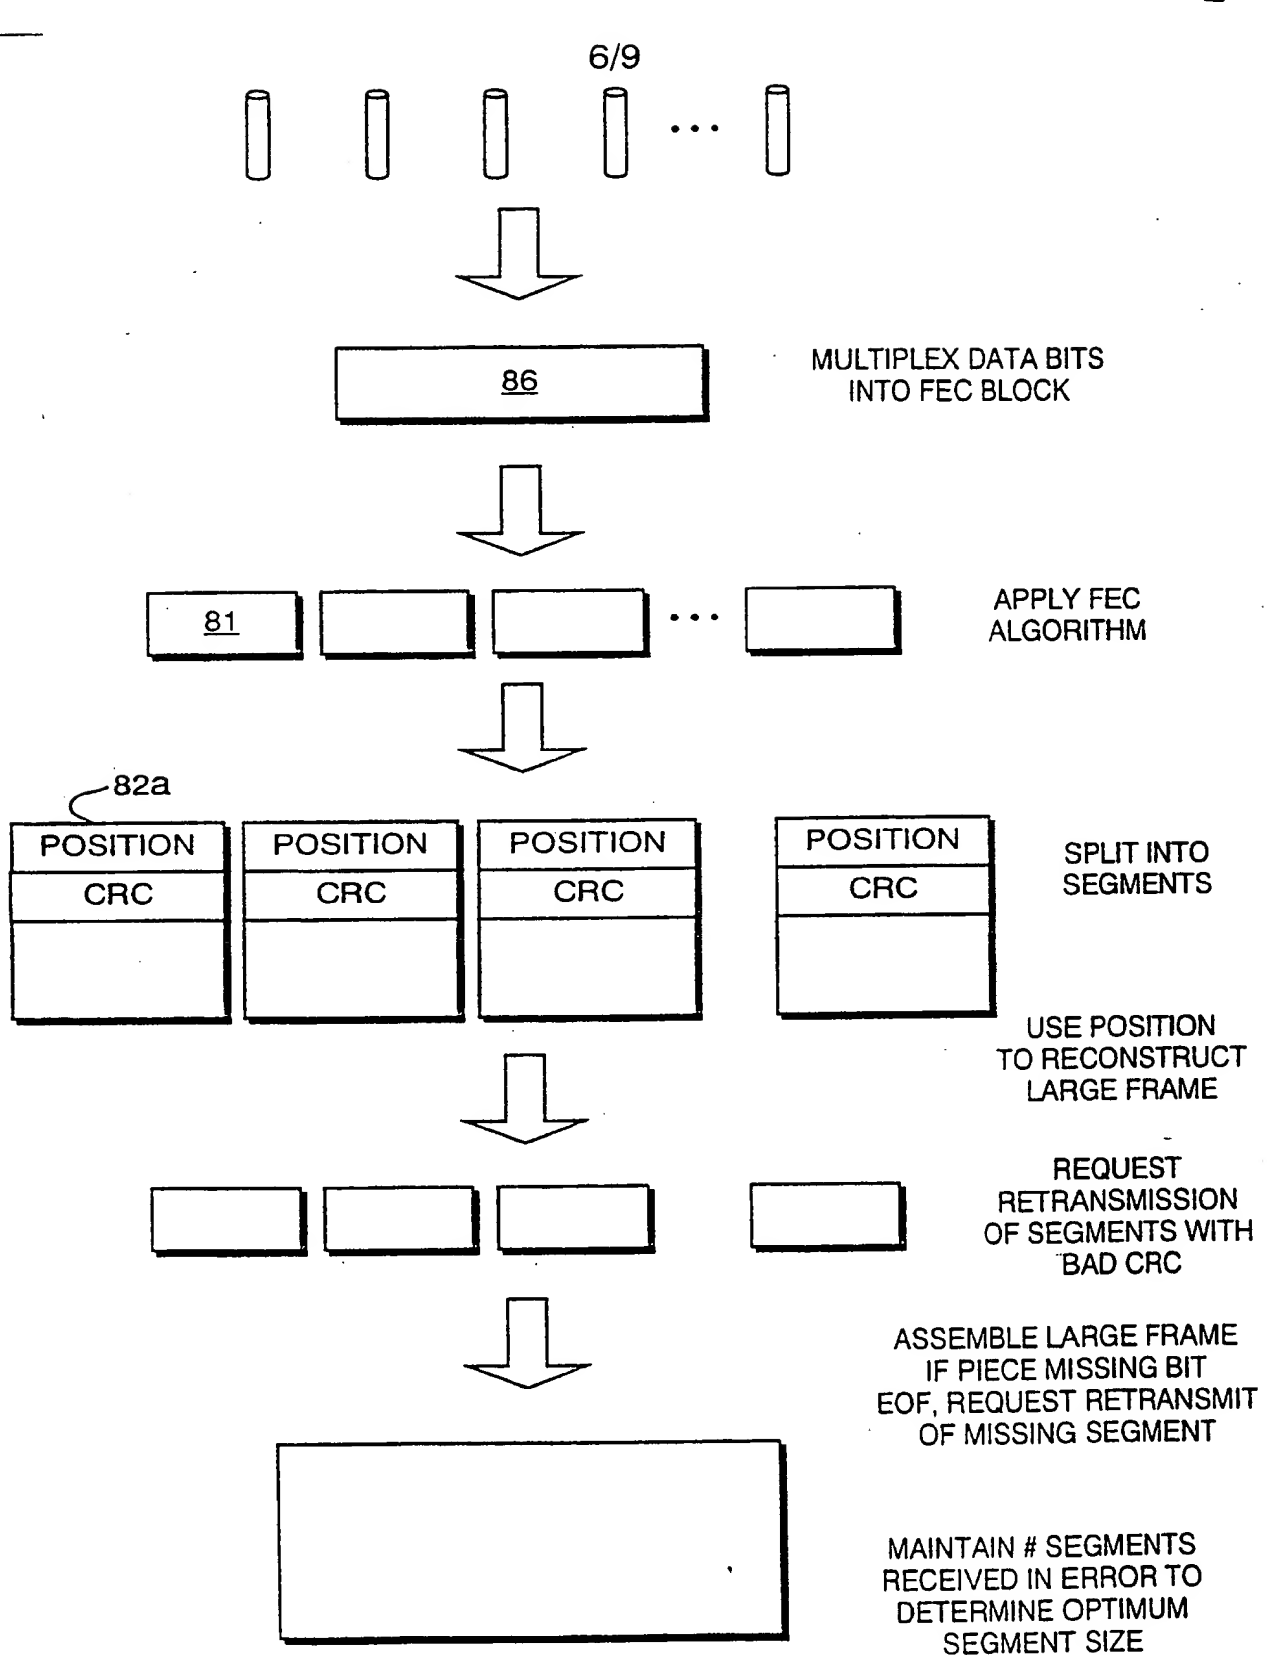 6/9
MULTIPLEX DATA BITS
INTO FEC BLOCK
86
APPLY FEC
ALGORITHM
81
82a
POSITION POSITION POSITION POSITION
CRC CRC CRC CRC
SPLIT INTO
SEGMENTS
USE POSITION
TO RECONSTRUCT
LARGE FRAME
REQUEST
RETRANSMISSION
OF SEGMENTS WITH
BAD CRC
ASSEMBLE LARGE FRAME
IF PIECE MISSING BIT
EOF, REQUEST RETRANSMIT
OF MISSING SEGMENT
MAINTAIN # SEGMENTS
RECEIVED IN ERROR TO
DETERMINE OPTIMUM
SEGMENT SIZE